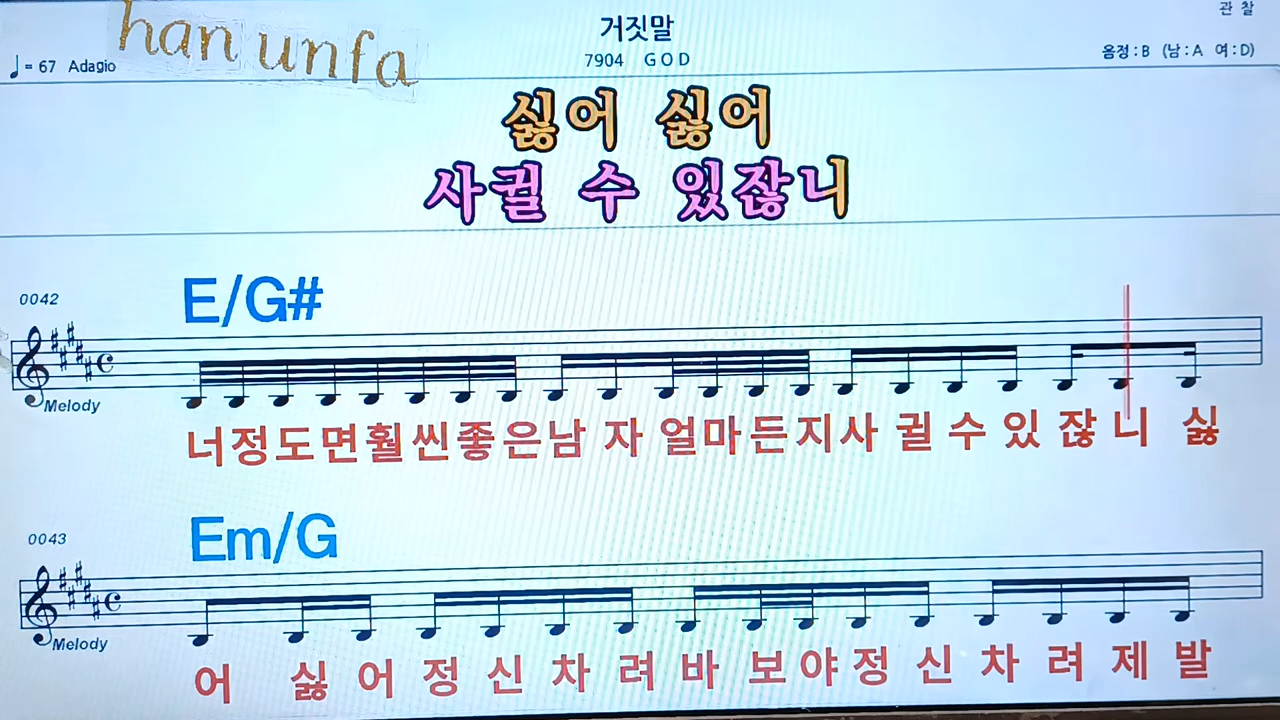 han unfa
거짓말
관 찰
♩= 67 Adagio
7904 GOD
음정:B (남:A 여:D)
싫어 싫어
사귈 수 있잖니
0042
E/G#
Melody
너정도면훨씬좋은남 자 얼마든지사 귈 수 있 잖 니 싫
0043
Em/G
Melody
어 싫 어 정 신 차 려 바 보 야 정 신 차 려 제 발